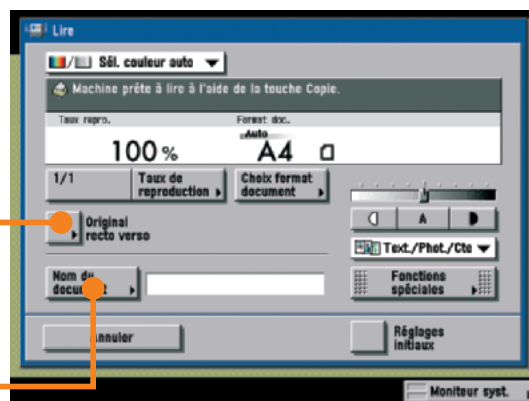 Lire
Sél. couleur auto
Machine prête à lire à l'aide de la touche Copie.
Taux repro.
Format doc.
100 %
Auto
A4
1/1
Taux de
reproduction
Choix format
document
Original
recto verso
A
Text./Phot./Cte
Nom du
document
Fonctions
spéciales
Annuler
Réglages
initiaux
Moniteur syst.